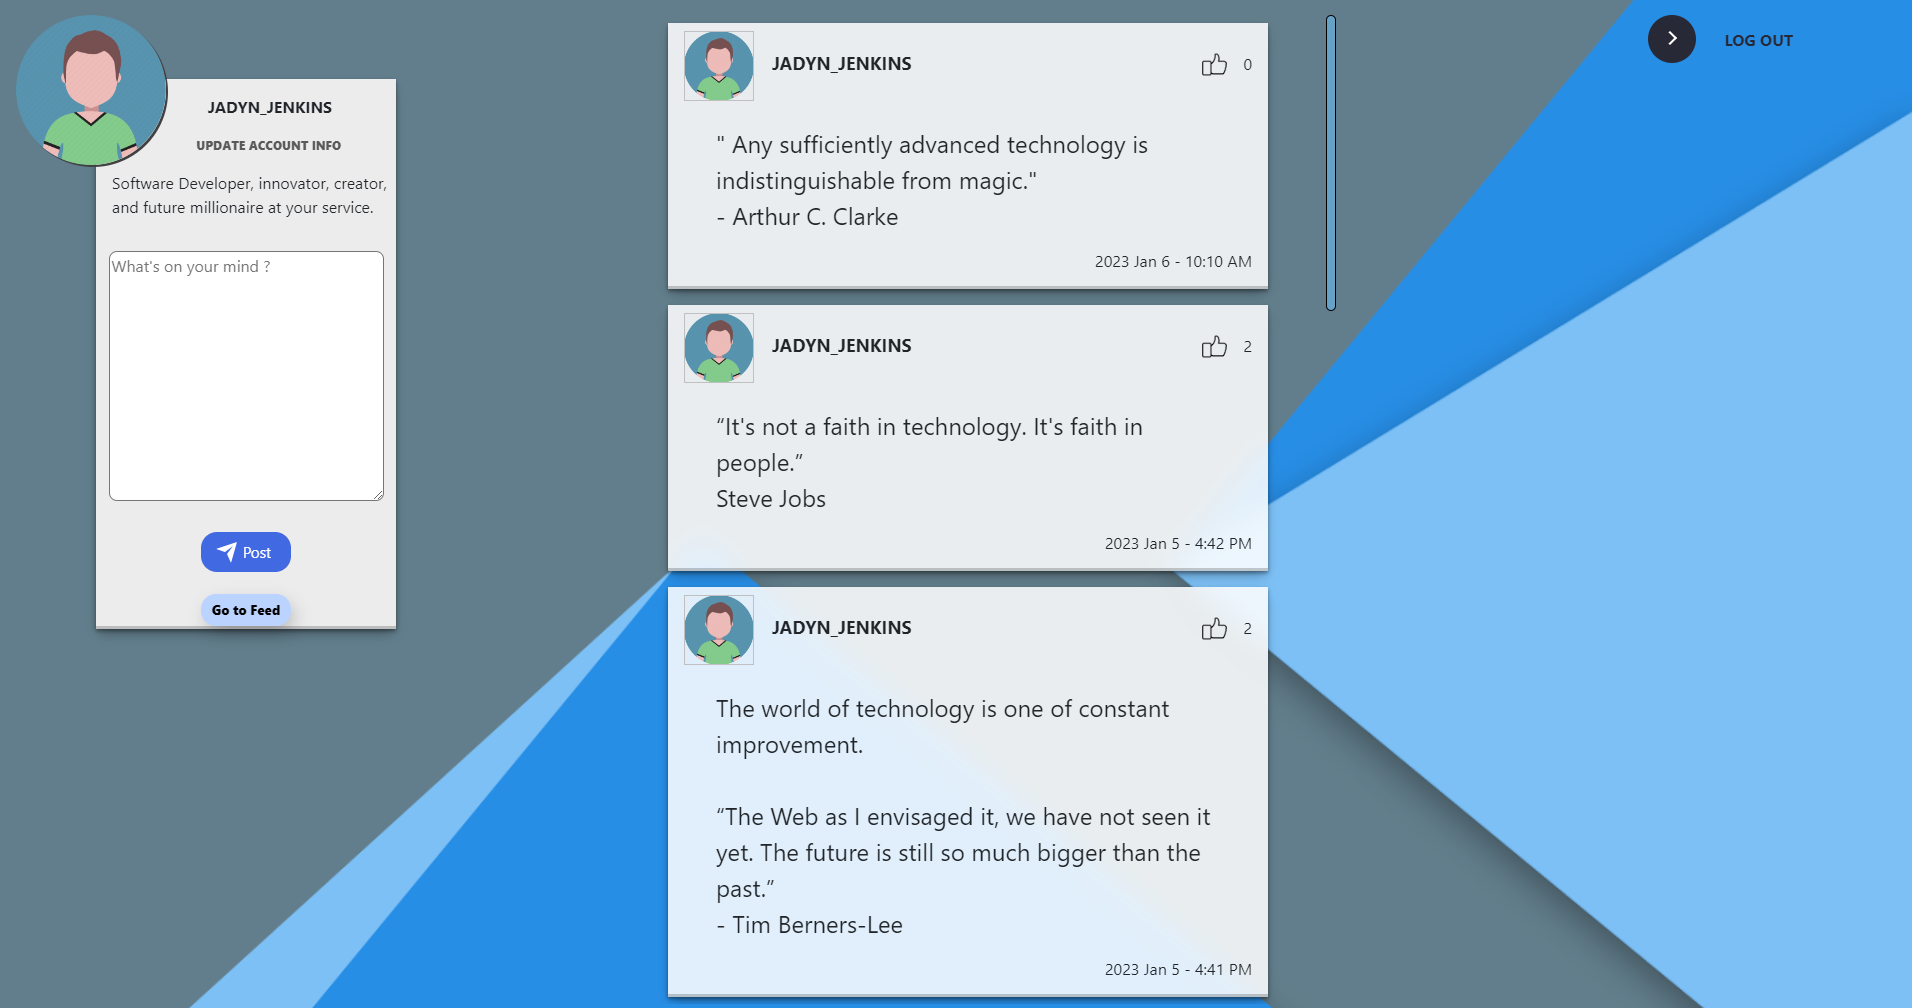 JADYN_JENKINS
UPDATE ACCOUNT INFO
Software Developer, innovator, creator,
and future millionaire at your service.
What's on your mind ?
Post
Go to Feed
JADYN_JENKINS
0
" Any sufficiently advanced technology is
indistinguishable from magic."
- Arthur C. Clarke
2023 Jan 6 - 10:10 AM
JADYN_JENKINS
2
“It's not a faith in technology. It's faith in
people.”
Steve Jobs
2023 Jan 5 - 4:42 PM
JADYN_JENKINS
2
The world of technology is one of constant
improvement.
“The Web as I envisaged it, we have not seen it
yet. The future is still so much bigger than the
past.”
- Tim Berners-Lee
2023 Jan 5 - 4:41 PM
LOG OUT